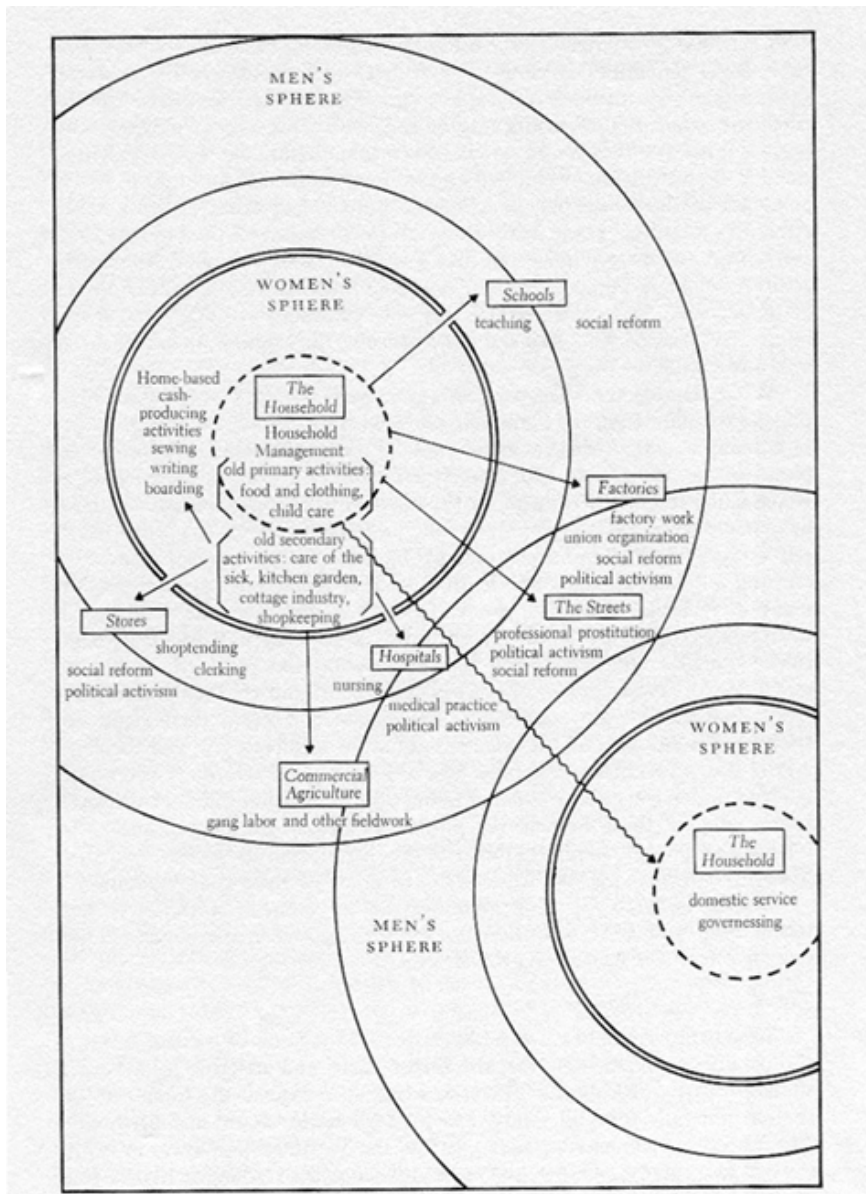 MEN'S
SPHERE
WOMEN'S
SPHERE
Schools
teaching
social reform
Home-based
cash-
producing
activities
sewing
writing
boarding
The
Household
Household
Management
old primary activities:
food and clothing,
child care
old secondary
activities: care of the
sick, kitchen garden,
cottage industry,
shopkeeping
Factories
factory work
union organization
social reform
political activism
The Streets
professional prostitution
political activism
social reform
Stores
shoptending
clerking
social reform
political activism
Hospitals
nursing
medical practice
political activism
Commercial
Agriculture
gang labor and other fieldwork
WOMEN'S
SPHERE
The
Household
domestic service
governessing
MEN'S
SPHERE